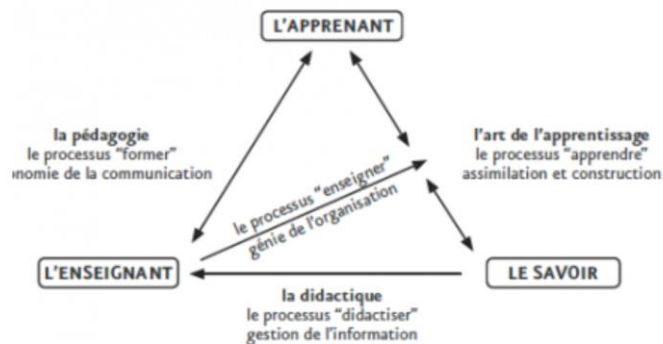 L'APPRENANT
la pédagogie
le processus "former"
onomie de la communication
l'art de l'apprentissage
le processus "apprendre"
assimilation et construction
le processus "enseigner"
génie de l'organisation
L'ENSEIGNANT
LE SAVOIR
la didactique
le processus "didactiser"
gestion de l'information